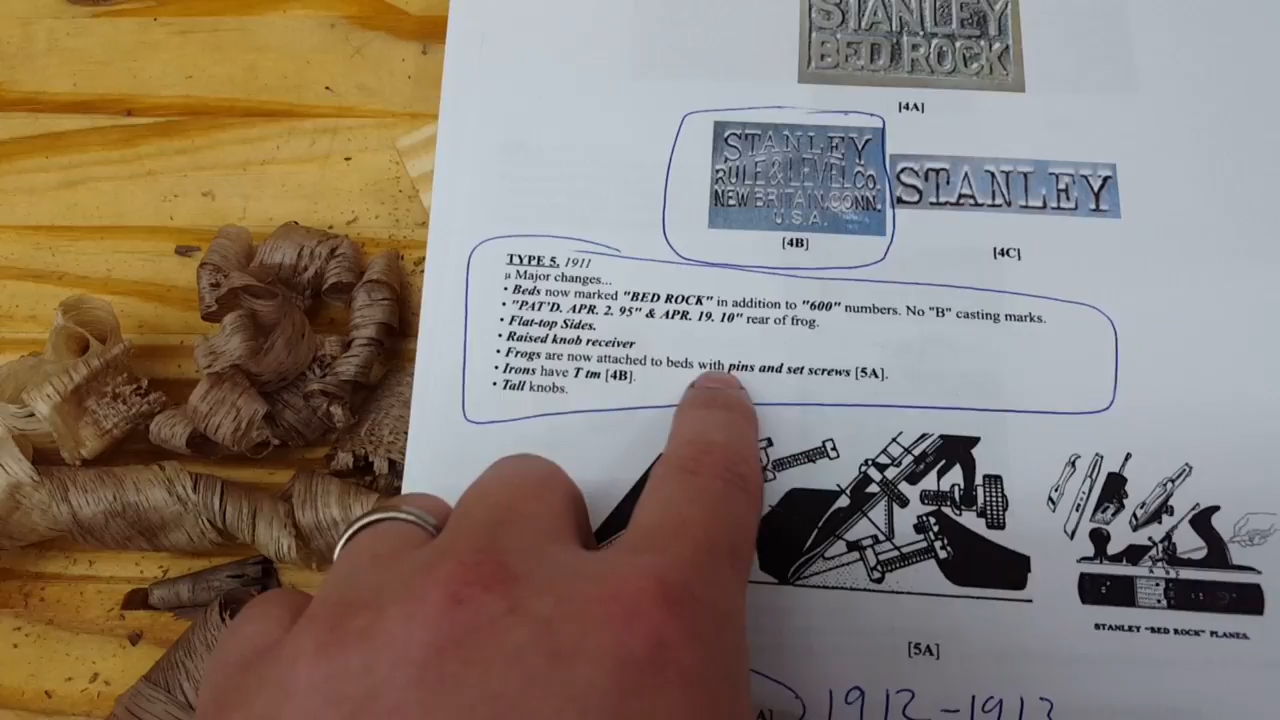 STANLEY
BED ROCK
[4A]
STANLEY
RULE & LEVEL CO.
NEW BRITAIN, CONN.
U.S.A.
[4B]
STANLEY
[4C]
TYPE 5. 1911
µ Major changes...
• Beds now marked "BED ROCK" in addition to "600" numbers. No "B" casting marks.
• "PAT'D. APR. 2. 95" & APR. 19. 10" rear of frog.
• Flat-top Sides.
• Raised knob receiver
• Frogs are now attached to beds with pins and set screws [5A].
• Irons have T tm [4B].
• Tall knobs.
STANLEY "BED ROCK" PLANES.
[5A]
A]
1912-1913